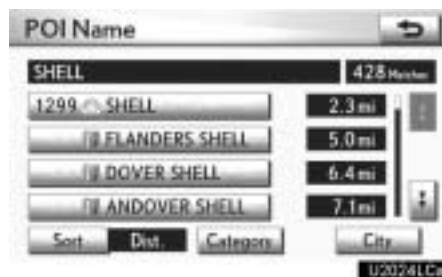 POI Name
SHELL 428 Matches
1299 SHELL 2.3 mi
FLANDERS SHELL 5.0 mi
DOVER SHELL 6.4 mi
ANDOVER SHELL 7.1 mi
Sort Dist. Category City
U2024LS